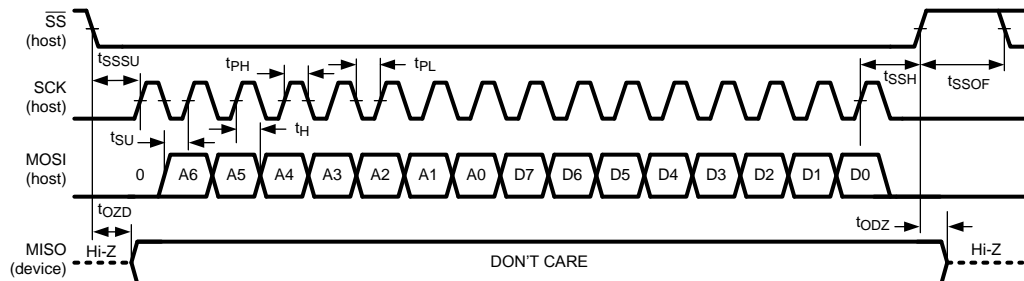 SS
(host)
tSSSU
tPH
tPL
tSSH
tSSOF
SCK
(host)
tSU
tH
MOSI
(host)
0 A6 A5 A4 A3 A2 A1 A0 D7 D6 D5 D4 D3 D2 D1 D0
tOZD
tODZ
MISO
(device)
Hi-Z
DON'T CARE
Hi-Z